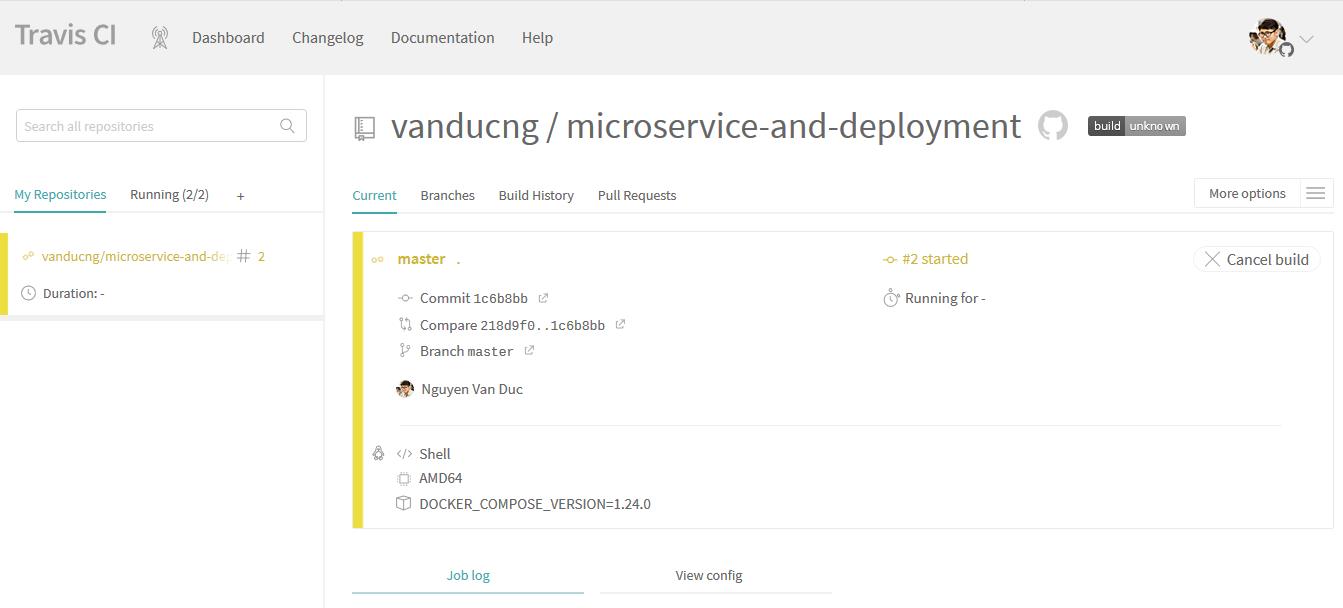 Travis CI
Dashboard
Changelog
Documentation
Help
Search all repositories
My Repositories
Running (2/2)
+
vanducng/microservice-and-de
# 2
Duration: -
vanducng / microservice-and-deployment
build unknown
Current
Branches
Build History
Pull Requests
More options
master .
#2 started
Cancel build
Commit 1c6b8bb
Running for -
Compare 218d9f0..1c6b8bb
Branch master
Nguyen Van Duc
</> Shell
AMD64
DOCKER_COMPOSE_VERSION=1.24.0
Job log
View config